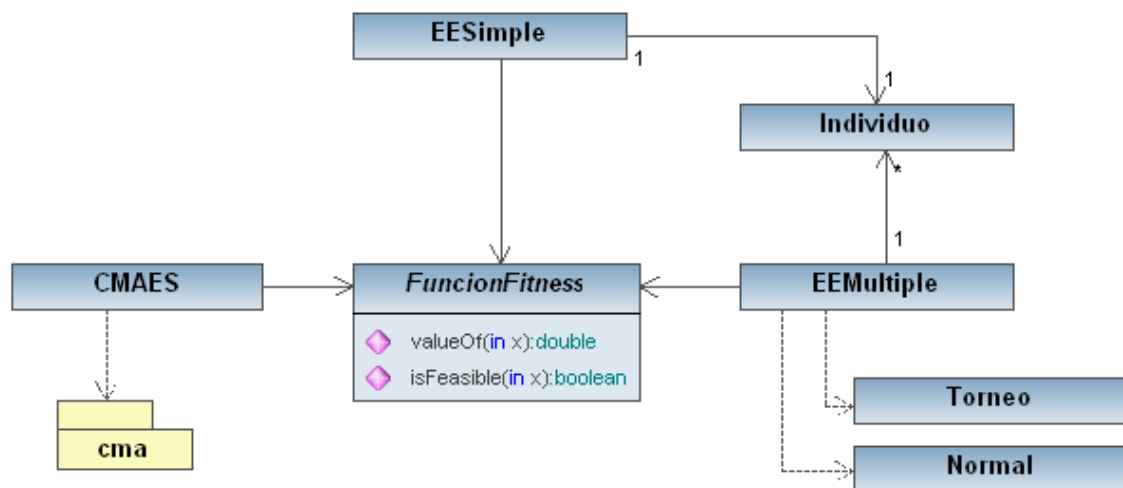 EESimple
1
1
Individuo
*
1
CMAES
FuncionFitness
EEMultiple
valueOf(in x):double
isFeasible(in x):boolean
Torneo
cma
Normal